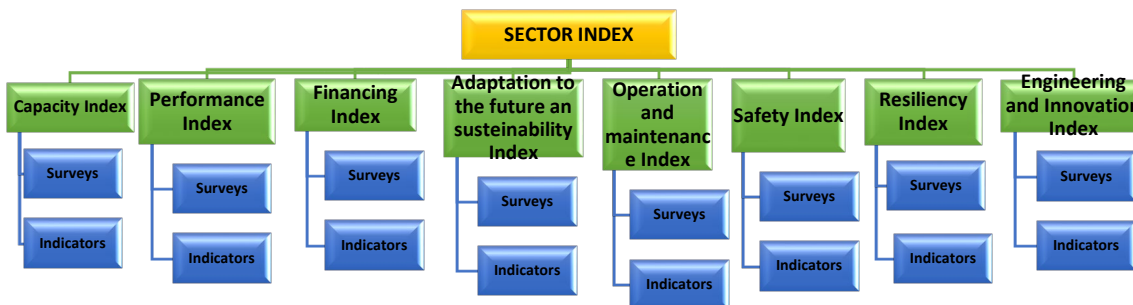 SECTOR INDEX
Capacity Index
Performance
Index
Financing
Index
Adaptation to
the future an
susteinability
Index
Operation
and
maintenanc
e Index
Safety Index
Resiliency
Index
Engineering
and Innovation
Index
Surveys
Indicators
Surveys
Indicators
Surveys
Indicators
Surveys
Indicators
Surveys
Indicators
Surveys
Indicators
Surveys
Indicators
Surveys
Indicators